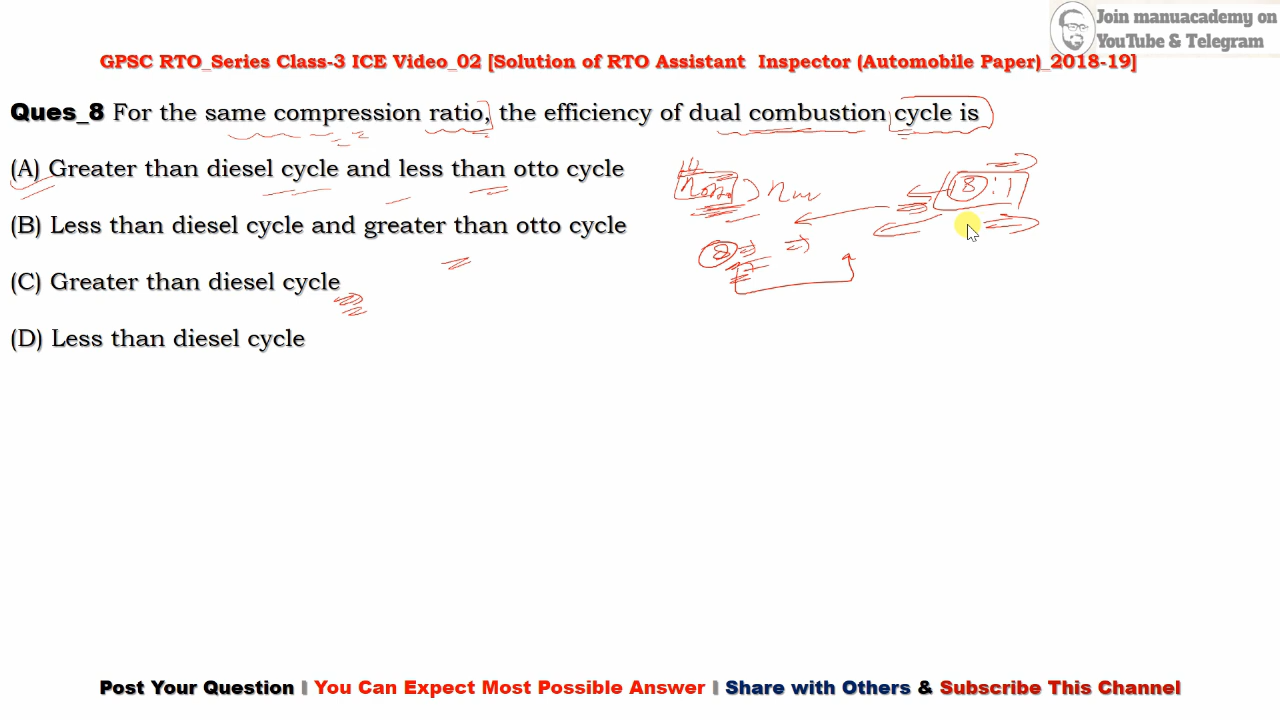 Join manuacademy on
YouTube & Telegram
GPSC RTO_Series Class-3 ICE Video_02 [Solution of RTO Assistant Inspector (Automobile Paper)_2018-19]
Ques_8 For the same compression ratio, the efficiency of dual combustion cycle is
(A) Greater than diesel cycle and less than otto cycle
(B) Less than diesel cycle and greater than otto cycle
(C) Greater than diesel cycle
(D) Less than diesel cycle
Post Your Question | You Can Expect Most Possible Answer | Share with Others & Subscribe This Channel